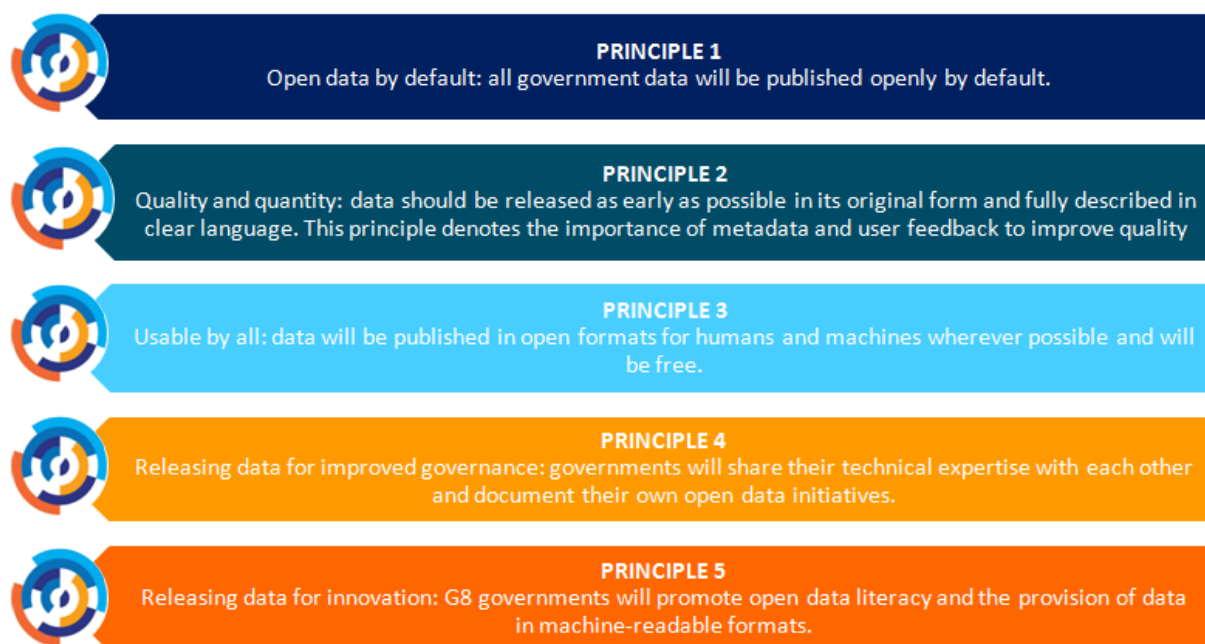 PRINCIPLE 1
Open data by default: all government data will be published openly by default.
PRINCIPLE 2
Quality and quantity: data should be released as early as possible in its original form and fully described in
clear language. This principle denotes the importance of metadata and user feedback to improve quality
PRINCIPLE 3
Usable by all: data will be published in open formats for humans and machines wherever possible and will
be free.
PRINCIPLE 4
Releasing data for improved governance: governments will share their technical expertise with each other
and document their own open data initiatives.
PRINCIPLE 5
Releasing data for innovation: G8 governments will promote open data literacy and the provision of data
in machine-readable formats.